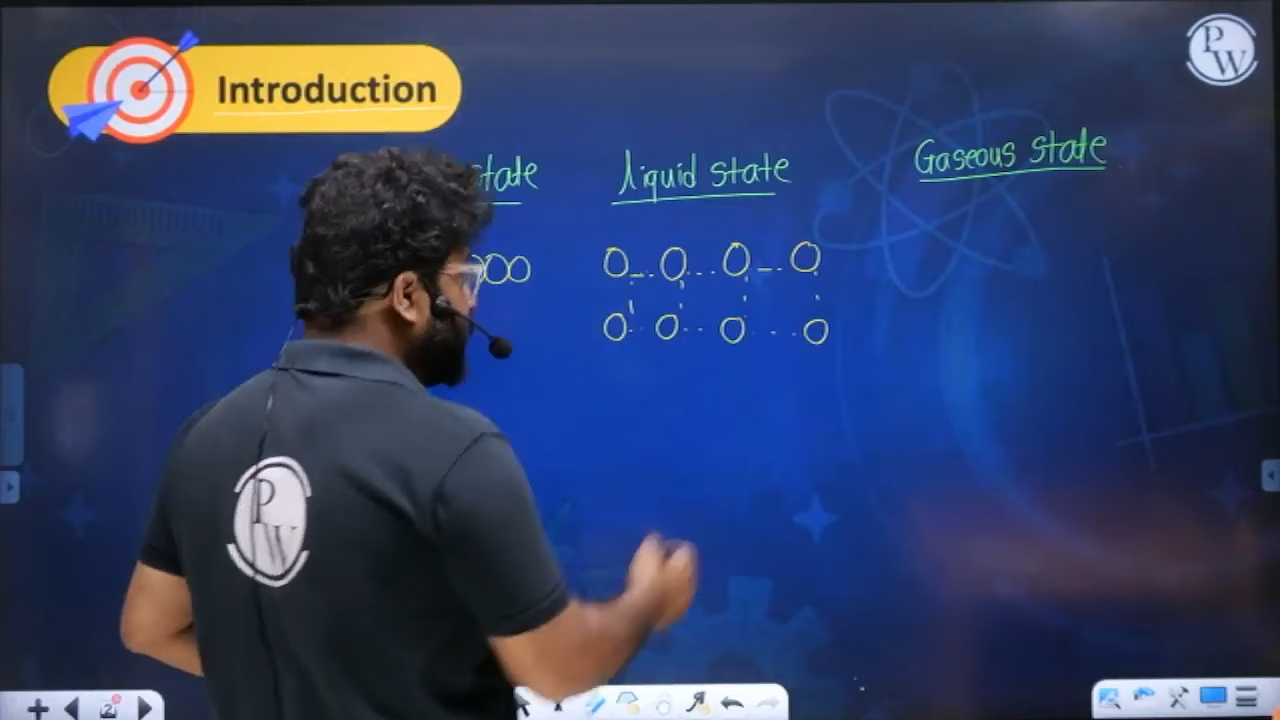 Introduction
PW
state
liquid state
Gaseous state
PW